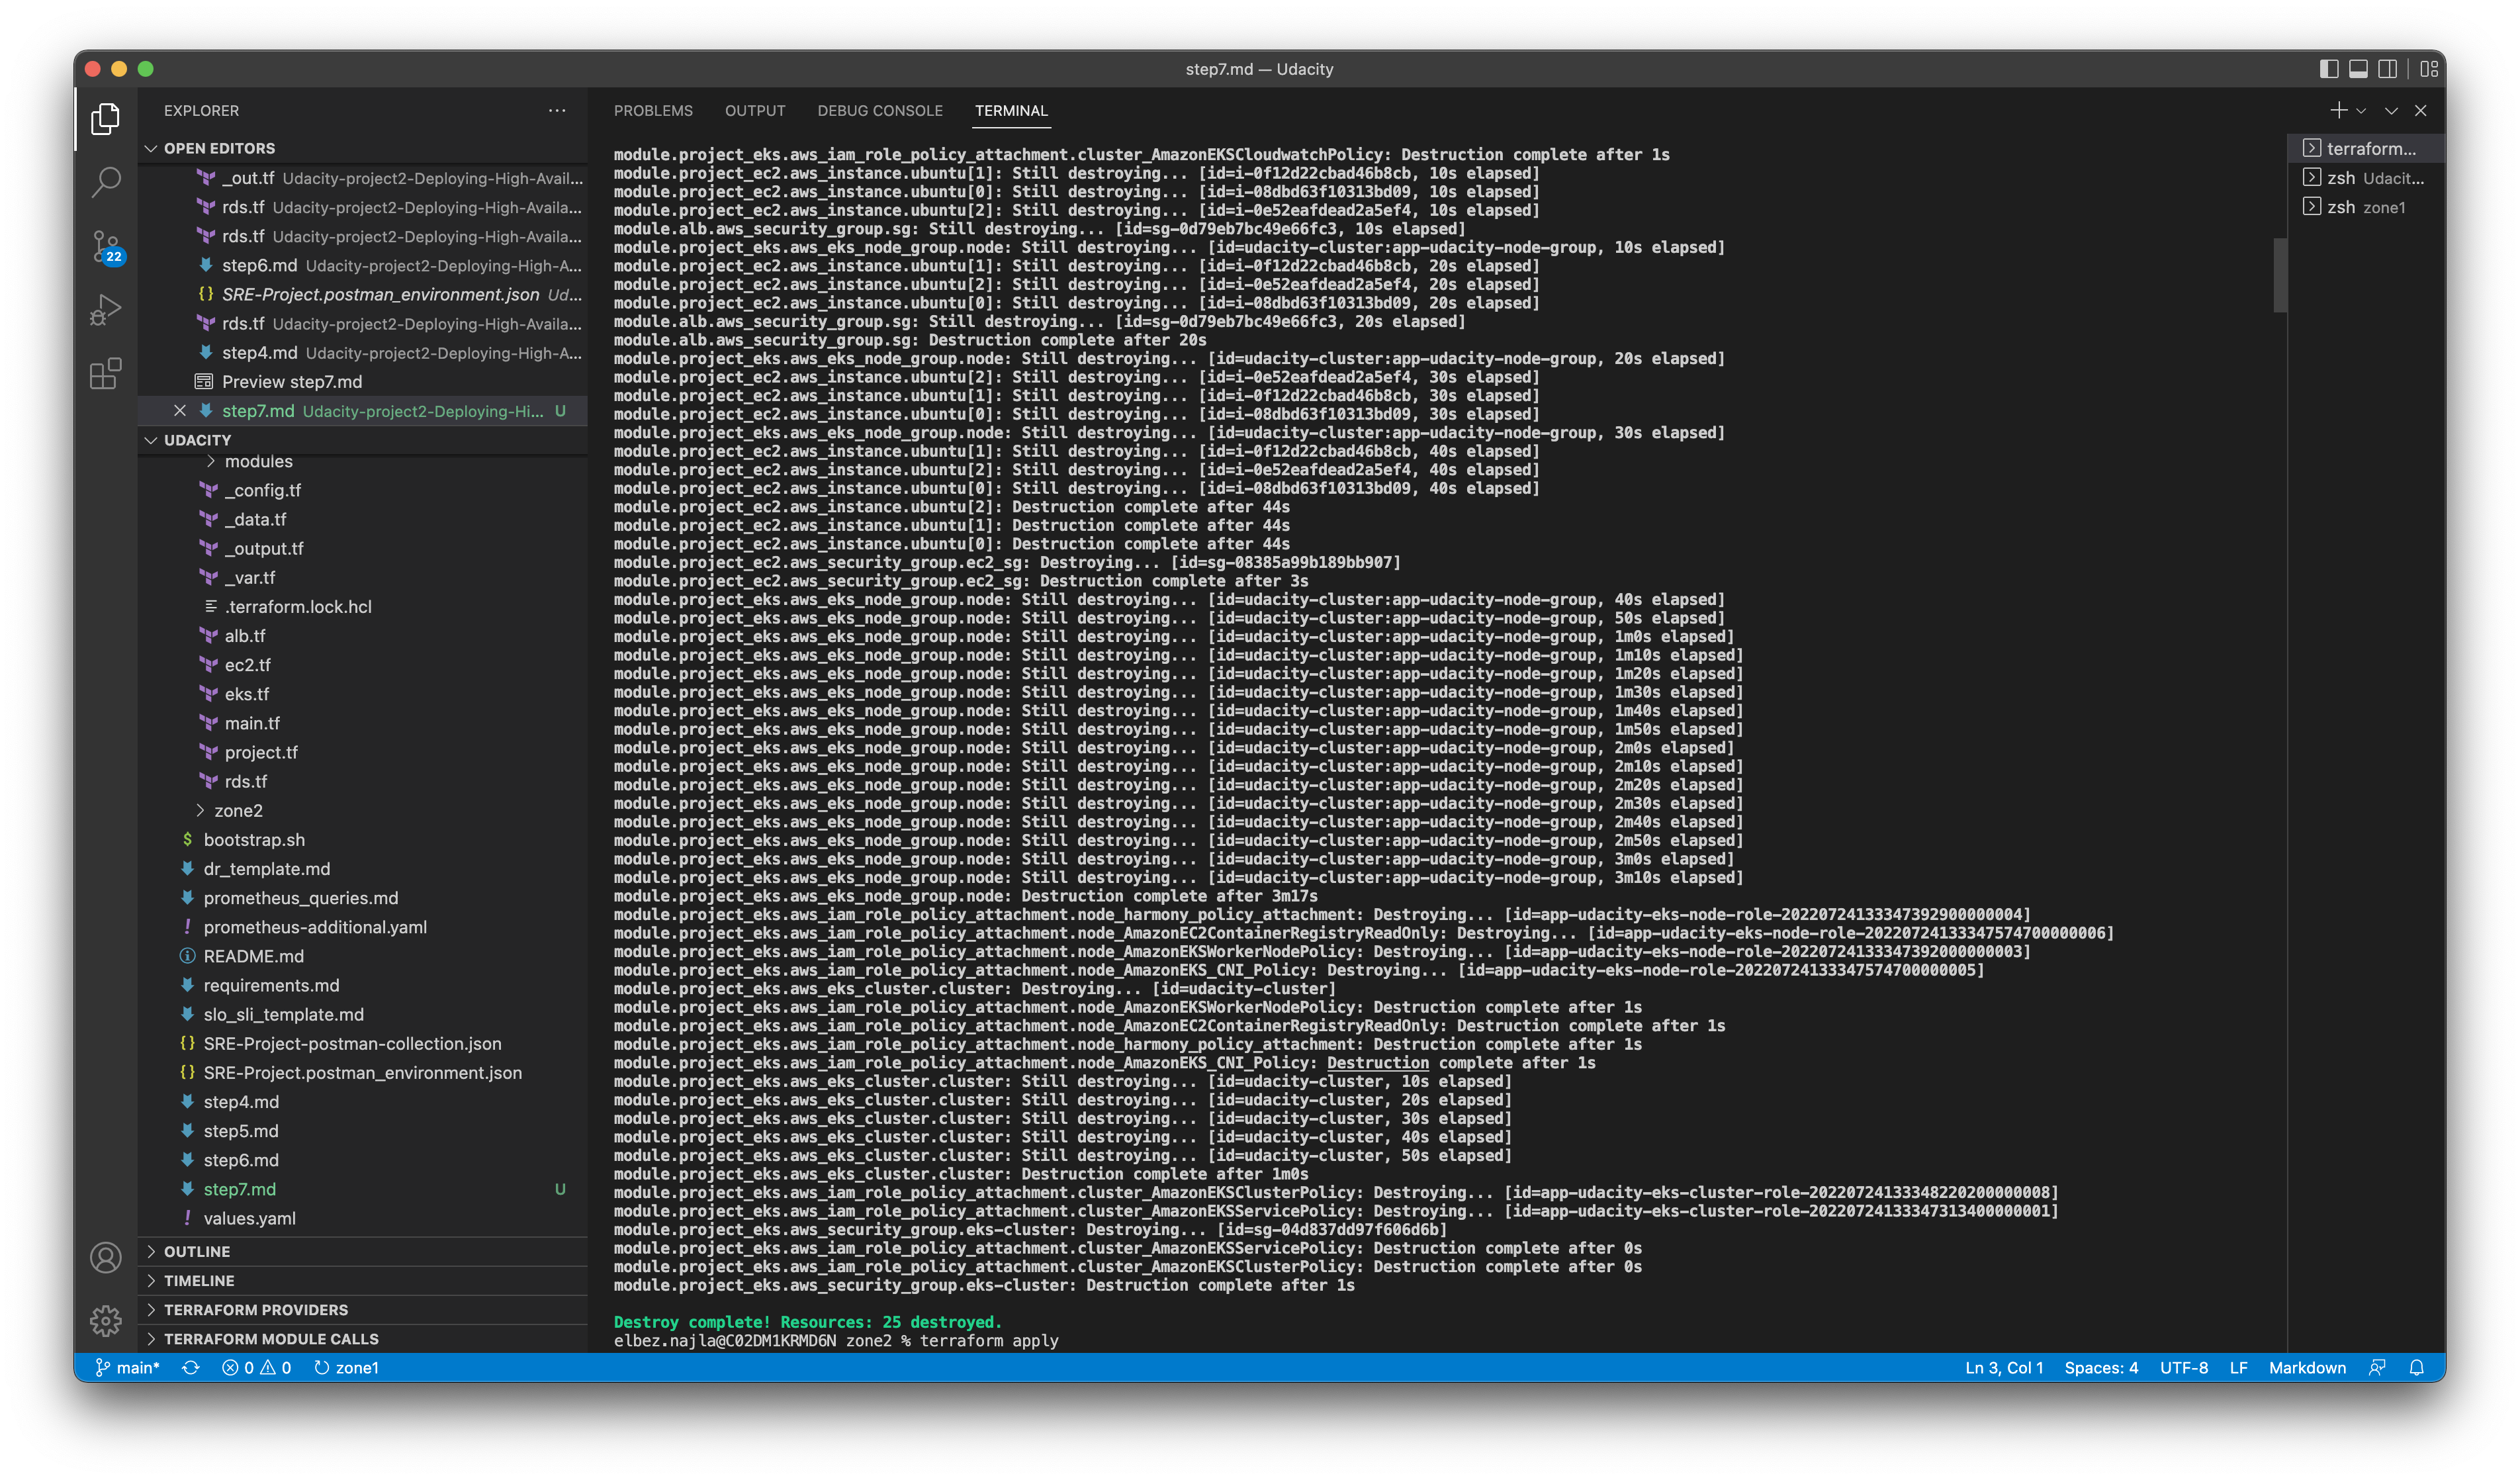 step7.md — Udacity
EXPLORER
OPEN EDITORS
_out.tf Udacity-project2-Deploying-High-Avail...
rds.tf Udacity-project2-Deploying-High-Availa...
rds.tf Udacity-project2-Deploying-High-Availa...
step6.md Udacity-project2-Deploying-High-A...
SRE-Project.postman_environment.json Ud...
rds.tf Udacity-project2-Deploying-High-Availa...
step4.md Udacity-project2-Deploying-High-A...
Preview step7.md
step7.md Udacity-project2-Deploying-Hi... U
UDACITY
modules
_config.tf
_data.tf
_output.tf
_var.tf
.terraform.lock.hcl
alb.tf
ec2.tf
eks.tf
main.tf
project.tf
rds.tf
zone2
bootstrap.sh
dr_template.md
prometheus_queries.md
prometheus-additional.yaml
README.md
requirements.md
slo_sli_template.md
SRE-Project-postman-collection.json
SRE-Project.postman_environment.json
step4.md
step5.md
step6.md
step7.md U
values.yaml
OUTLINE
TIMELINE
TERRAFORM PROVIDERS
TERRAFORM MODULE CALLS
22
PROBLEMS OUTPUT DEBUG CONSOLE TERMINAL
module.project_eks.aws_iam_role_policy_attachment.cluster_AmazonEKSCloudwatchPolicy: Destruction complete after 1s
module.project_ec2.aws_instance.ubuntu[1]: Still destroying... [id=i-0f12d22cbad46b8cb, 10s elapsed]
module.project_ec2.aws_instance.ubuntu[0]: Still destroying... [id=i-08dbd63f10313bd09, 10s elapsed]
module.project_ec2.aws_instance.ubuntu[2]: Still destroying... [id=i-0e52eafdead2a5ef4, 10s elapsed]
module.alb.aws_security_group.sg: Still destroying... [id=sg-0d79eb7bc49e66fc3, 10s elapsed]
module.project_eks.aws_eks_node_group.node: Still destroying... [id=udacity-cluster:app-udacity-node-group, 10s elapsed]
module.project_ec2.aws_instance.ubuntu[1]: Still destroying... [id=i-0f12d22cbad46b8cb, 20s elapsed]
module.project_ec2.aws_instance.ubuntu[2]: Still destroying... [id=i-0e52eafdead2a5ef4, 20s elapsed]
module.project_ec2.aws_instance.ubuntu[0]: Still destroying... [id=i-08dbd63f10313bd09, 20s elapsed]
module.alb.aws_security_group.sg: Still destroying... [id=sg-0d79eb7bc49e66fc3, 20s elapsed]
module.alb.aws_security_group.sg: Destruction complete after 20s
module.project_eks.aws_eks_node_group.node: Still destroying... [id=udacity-cluster:app-udacity-node-group, 20s elapsed]
module.project_ec2.aws_instance.ubuntu[2]: Still destroying... [id=i-0e52eafdead2a5ef4, 30s elapsed]
module.project_ec2.aws_instance.ubuntu[1]: Still destroying... [id=i-0f12d22cbad46b8cb, 30s elapsed]
module.project_ec2.aws_instance.ubuntu[0]: Still destroying... [id=i-08dbd63f10313bd09, 30s elapsed]
module.project_eks.aws_eks_node_group.node: Still destroying... [id=udacity-cluster:app-udacity-node-group, 30s elapsed]
module.project_ec2.aws_instance.ubuntu[1]: Still destroying... [id=i-0f12d22cbad46b8cb, 40s elapsed]
module.project_ec2.aws_instance.ubuntu[2]: Still destroying... [id=i-0e52eafdead2a5ef4, 40s elapsed]
module.project_ec2.aws_instance.ubuntu[0]: Still destroying... [id=i-08dbd63f10313bd09, 40s elapsed]
module.project_ec2.aws_instance.ubuntu[2]: Destruction complete after 44s
module.project_ec2.aws_instance.ubuntu[1]: Destruction complete after 44s
module.project_ec2.aws_instance.ubuntu[0]: Destruction complete after 44s
module.project_ec2.aws_security_group.ec2_sg: Destroying... [id=sg-08385a99b189bb907]
module.project_ec2.aws_security_group.ec2_sg: Destruction complete after 3s
module.project_eks.aws_eks_node_group.node: Still destroying... [id=udacity-cluster:app-udacity-node-group, 40s elapsed]
module.project_eks.aws_eks_node_group.node: Still destroying... [id=udacity-cluster:app-udacity-node-group, 50s elapsed]
module.project_eks.aws_eks_node_group.node: Still destroying... [id=udacity-cluster:app-udacity-node-group, 1m0s elapsed]
module.project_eks.aws_eks_node_group.node: Still destroying... [id=udacity-cluster:app-udacity-node-group, 1m10s elapsed]
module.project_eks.aws_eks_node_group.node: Still destroying... [id=udacity-cluster:app-udacity-node-group, 1m20s elapsed]
module.project_eks.aws_eks_node_group.node: Still destroying... [id=udacity-cluster:app-udacity-node-group, 1m30s elapsed]
module.project_eks.aws_eks_node_group.node: Still destroying... [id=udacity-cluster:app-udacity-node-group, 1m40s elapsed]
module.project_eks.aws_eks_node_group.node: Still destroying... [id=udacity-cluster:app-udacity-node-group, 1m50s elapsed]
module.project_eks.aws_eks_node_group.node: Still destroying... [id=udacity-cluster:app-udacity-node-group, 2m0s elapsed]
module.project_eks.aws_eks_node_group.node: Still destroying... [id=udacity-cluster:app-udacity-node-group, 2m10s elapsed]
module.project_eks.aws_eks_node_group.node: Still destroying... [id=udacity-cluster:app-udacity-node-group, 2m20s elapsed]
module.project_eks.aws_eks_node_group.node: Still destroying... [id=udacity-cluster:app-udacity-node-group, 2m30s elapsed]
module.project_eks.aws_eks_node_group.node: Still destroying... [id=udacity-cluster:app-udacity-node-group, 2m40s elapsed]
module.project_eks.aws_eks_node_group.node: Still destroying... [id=udacity-cluster:app-udacity-node-group, 2m50s elapsed]
module.project_eks.aws_eks_node_group.node: Still destroying... [id=udacity-cluster:app-udacity-node-group, 3m0s elapsed]
module.project_eks.aws_eks_node_group.node: Still destroying... [id=udacity-cluster:app-udacity-node-group, 3m10s elapsed]
module.project_eks.aws_eks_node_group.node: Destruction complete after 3m17s
module.project_eks.aws_iam_role_policy_attachment.node_harmony_policy_attachment: Destroying... [id=app-udacity-eks-node-role-20220724133347392900000004]
module.project_eks.aws_iam_role_policy_attachment.node_AmazonEC2ContainerRegistryReadOnly: Destroying... [id=app-udacity-eks-node-role-20220724133347574700000006]
module.project_eks.aws_iam_role_policy_attachment.node_AmazonEKSWorkerNodePolicy: Destroying... [id=app-udacity-eks-node-role-20220724133347392000000003]
module.project_eks.aws_iam_role_policy_attachment.node_AmazonEKS_CNI_Policy: Destroying... [id=app-udacity-eks-node-role-20220724133347574700000005]
module.project_eks.aws_eks_cluster.cluster: Destroying... [id=udacity-cluster]
module.project_eks.aws_iam_role_policy_attachment.node_AmazonEKSWorkerNodePolicy: Destruction complete after 1s
module.project_eks.aws_iam_role_policy_attachment.node_AmazonEC2ContainerRegistryReadOnly: Destruction complete after 1s
module.project_eks.aws_iam_role_policy_attachment.node_harmony_policy_attachment: Destruction complete after 1s
module.project_eks.aws_iam_role_policy_attachment.node_AmazonEKS_CNI_Policy: Destruction complete after 1s
module.project_eks.aws_eks_cluster.cluster: Still destroying... [id=udacity-cluster, 10s elapsed]
module.project_eks.aws_eks_cluster.cluster: Still destroying... [id=udacity-cluster, 20s elapsed]
module.project_eks.aws_eks_cluster.cluster: Still destroying... [id=udacity-cluster, 30s elapsed]
module.project_eks.aws_eks_cluster.cluster: Still destroying... [id=udacity-cluster, 40s elapsed]
module.project_eks.aws_eks_cluster.cluster: Still destroying... [id=udacity-cluster, 50s elapsed]
module.project_eks.aws_eks_cluster.cluster: Destruction complete after 1m0s
module.project_eks.aws_iam_role_policy_attachment.cluster_AmazonEKSClusterPolicy: Destroying... [id=app-udacity-eks-cluster-role-20220724133348220200000008]
module.project_eks.aws_iam_role_policy_attachment.cluster_AmazonEKSServicePolicy: Destroying... [id=app-udacity-eks-cluster-role-20220724133347313400000001]
module.project_eks.aws_security_group.eks-cluster: Destroying... [id=sg-04d837dd97f606d6b]
module.project_eks.aws_iam_role_policy_attachment.cluster_AmazonEKSServicePolicy: Destruction complete after 0s
module.project_eks.aws_iam_role_policy_attachment.cluster_AmazonEKSClusterPolicy: Destruction complete after 0s
module.project_eks.aws_security_group.eks-cluster: Destruction complete after 1s
Destroy complete! Resources: 25 destroyed.
elbez.najla@C02DM1KRMD6N zone2 % terraform apply
terraform...
zsh Udacit...
zsh zone1
main* 0 0 zone1
Ln 3, Col 1 Spaces: 4 UTF-8 LF Markdown